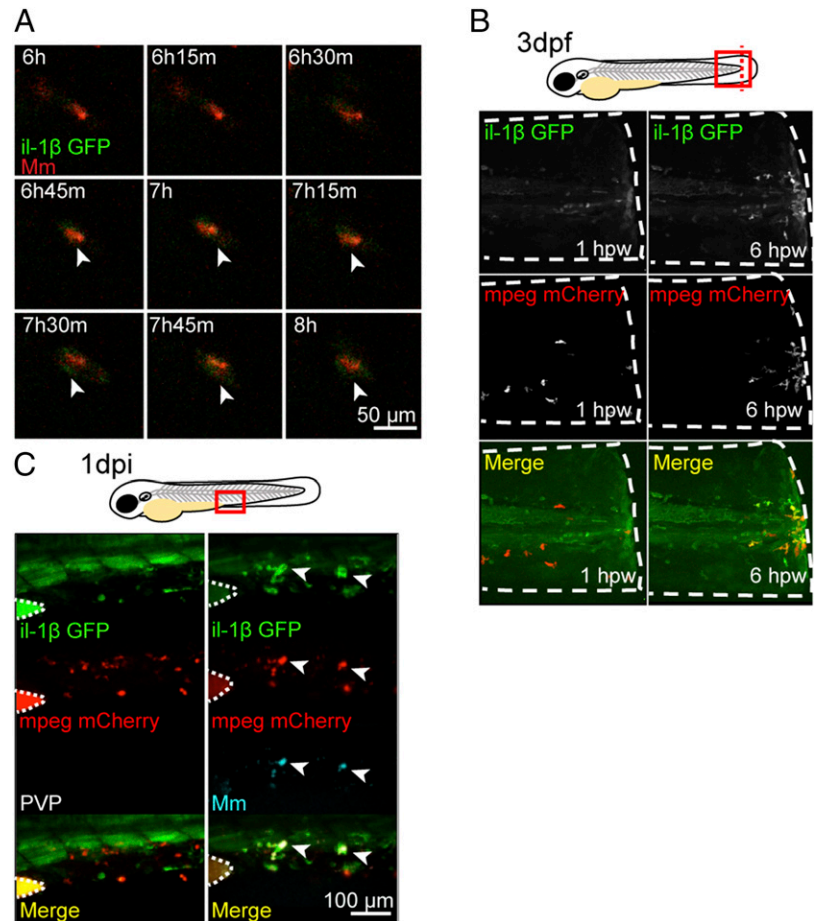 A
6h
6h15m
6h30m
il-1β GFP
Mm
6h45m
7h
7h15m
7h30m
7h45m
8h
50 µm
B
3dpf
il-1β GFP
il-1β GFP
1 hpw
6 hpw
mpeg mCherry
mpeg mCherry
1 hpw
6 hpw
Merge
Merge
1 hpw
6 hpw
C
1dpi
il-1β GFP
il-1β GFP
mpeg mCherry
mpeg mCherry
PVP
Mm
100 µm
Merge
Merge